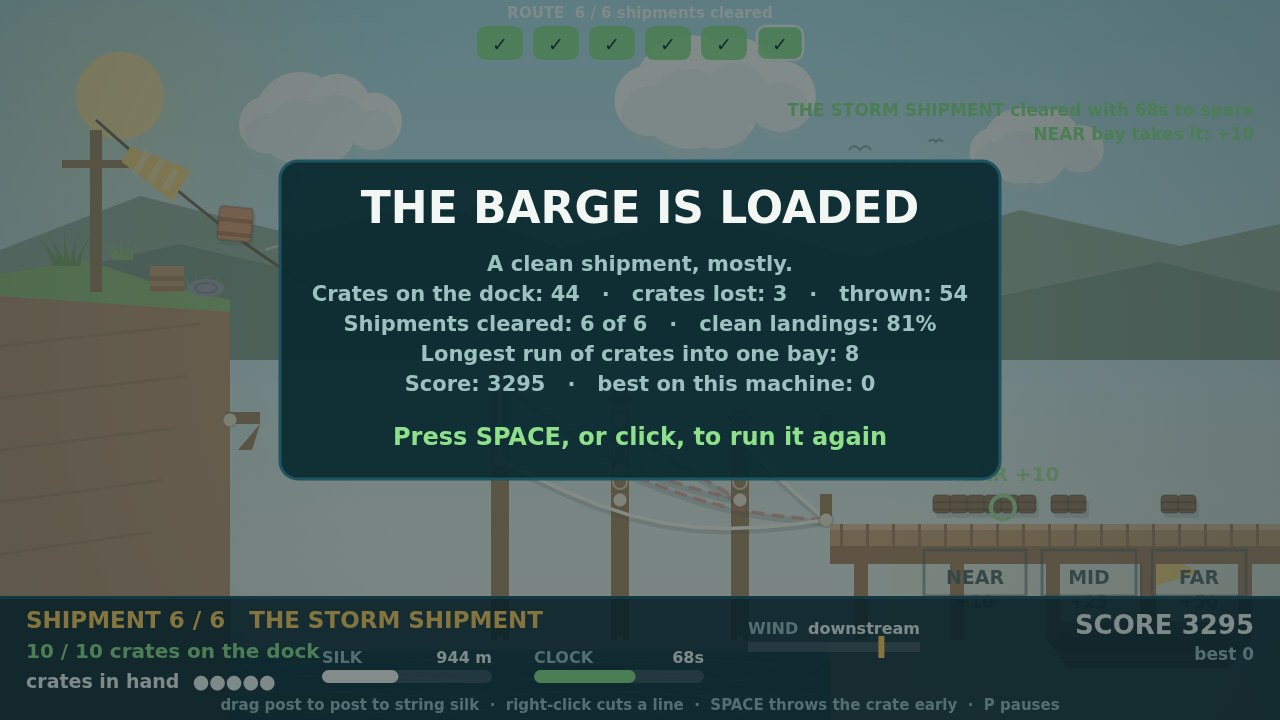 ROUTE 6 / 6 shipments cleared
✓ ✓ ✓ ✓ ✓ ✓
THE STORM SHIPMENT cleared with 68s to spare
NEAR bay takes it: +10
THE BARGE IS LOADED
A clean shipment, mostly.
Crates on the dock: 44 · crates lost: 3 · thrown: 54
Shipments cleared: 6 of 6 · clean landings: 81%
Longest run of crates into one bay: 8
Score: 3295 · best on this machine: 0
Press SPACE, or click, to run it again
R +10
NEAR MID FAR
+10 +25
SHIPMENT 6 / 6 THE STORM SHIPMENT
10 / 10 crates on the dock
crates in hand
SILK 944 m
CLOCK 68s
WIND downstream
SCORE 3295
best 0
drag post to post to string silk · right-click cuts a line · SPACE throws the crate early · P pauses